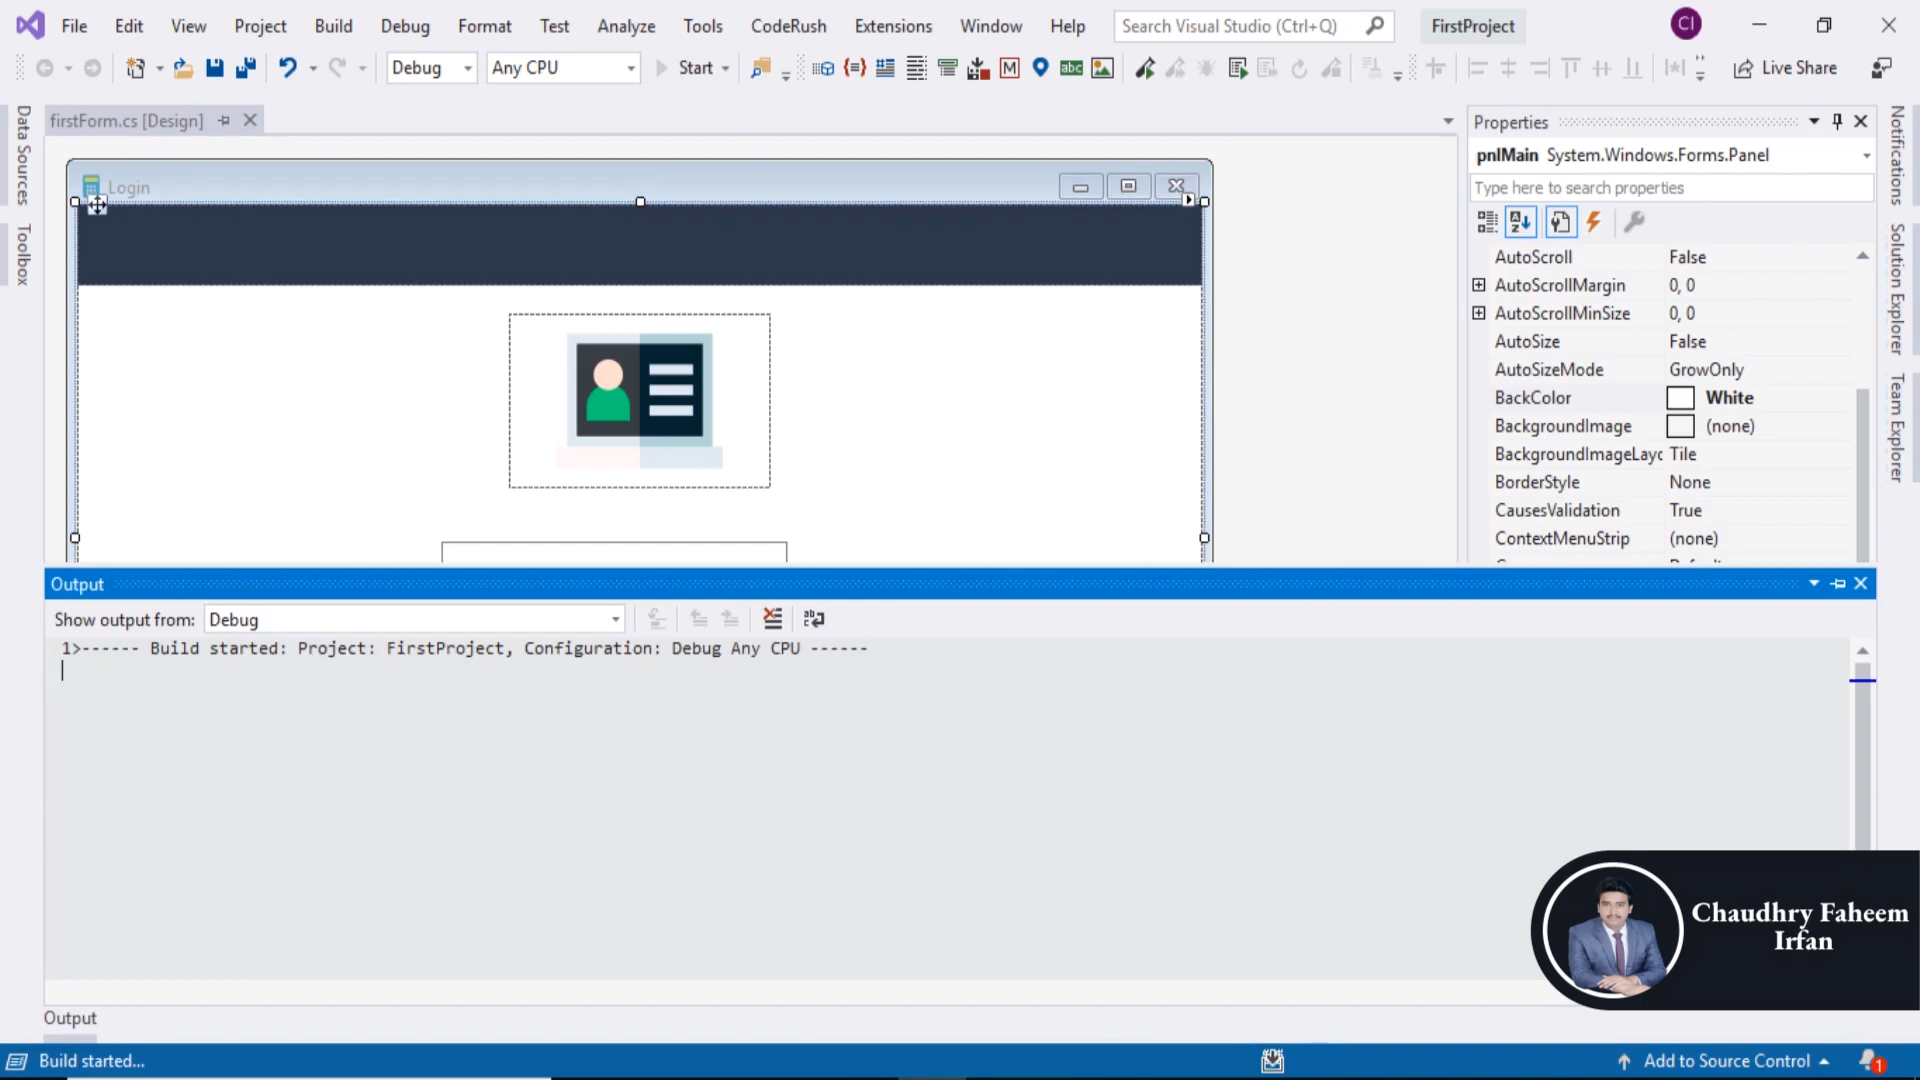 File Edit View Project Build Debug Format Test Analyze Tools CodeRush Extensions Window Help Search Visual Studio (Ctrl+Q) FirstProject CI
Debug Any CPU Start abc Live Share
Data Sources
Toolbox
firstForm.cs [Design]
Login
Properties
pnlMain System.Windows.Forms.Panel
Type here to search properties
AutoScroll False
AutoScrollMargin 0, 0
AutoScrollMinSize 0, 0
AutoSize False
AutoSizeMode GrowOnly
BackColor White
BackgroundImage (none)
BackgroundImageLayo Tile
BorderStyle None
CausesValidation True
ContextMenuStrip (none)
Notifications
Solution Explorer
Team Explorer
Output
Show output from: Debug
1>------ Build started: Project: FirstProject, Configuration: Debug Any CPU ------
Chaudhry Faheem
Irfan
Output
Build started...
Add to Source Control 1